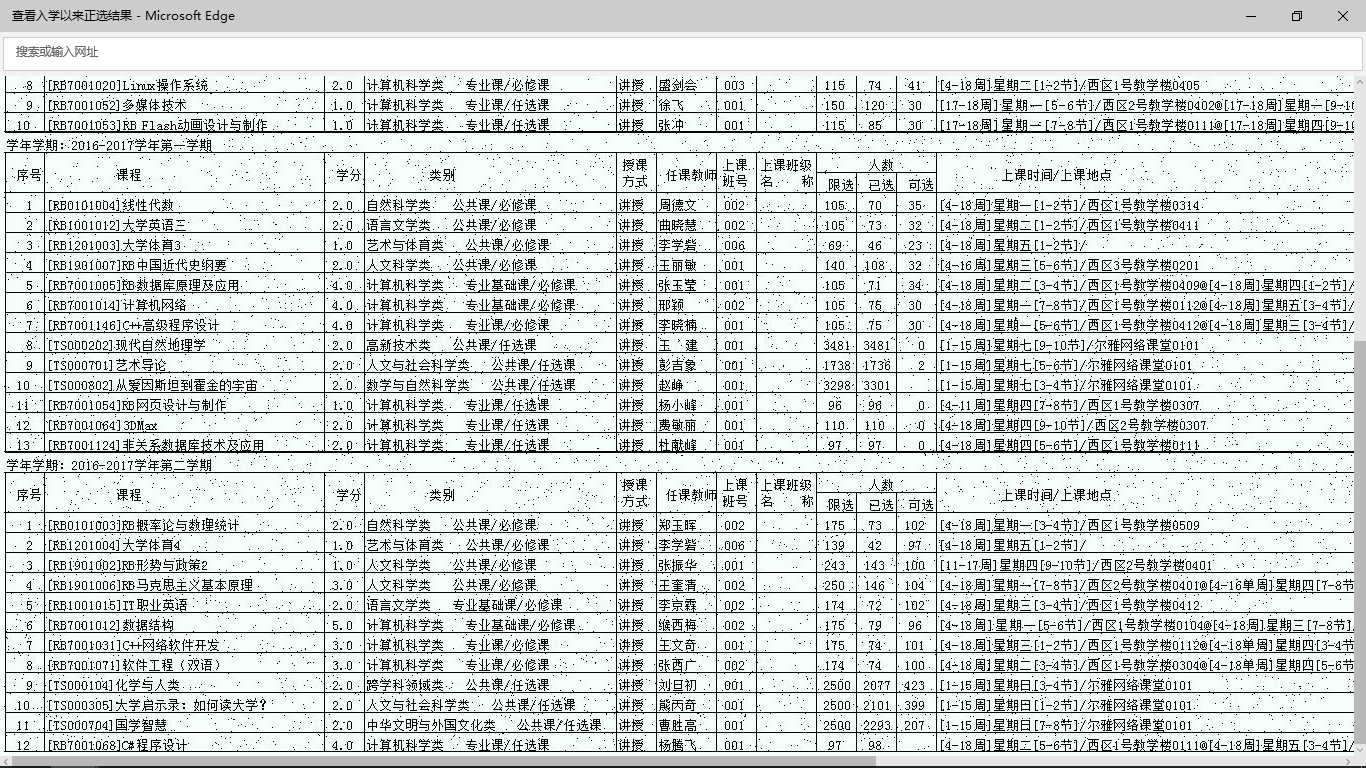 查看入学以来正选结果 - Microsoft Edge
搜索或输入网址
8 [RB7001020]Linux操作系统 2.0 计算机科学类 专业课/必修课 讲授 盛剑会 003 115 74 41 [4-18周]星期二[1-2节]/西区1号教学楼0405
9 [RB7001052]多媒体技术 1.0 计算机科学类 专业课/任选课 讲授 徐飞 001 150 120 30 [17-18周]星期一[5-6节]/西区2号教学楼0402@[17-18周]星期一[9-10
10 [RB7001053]RB Flash动画设计与制作 1.0 计算机科学类 专业课/任选课 讲授 张冲 001 115 85 30 [17-18周]星期一[7-8节]/西区1号教学楼0111@[17-18周]星期四[9-10
学年学期：2016-2017学年第一学期
序号 课程 学分 类别 授课方式 任课教师 上课班号 上课班级名称 人数 限选 已选 可选 上课时间/上课地点
1 [RB0101004]线性代数 2.0 自然科学类 公共课/必修课 讲授 周德文 002 105 70 35 [4-18周]星期一[1-2节]/西区1号教学楼0314
2 [RB1001012]大学英语三 2.0 语言文学类 公共课/必修课 讲授 曲晓慧 002 105 73 32 [4-18周]星期二[1-2节]/西区1号教学楼0411
3 [RB1201003]大学体育3 1.0 艺术与体育类 公共课/必修课 讲授 李学砦 006 69 46 23 [4-18周]星期五[1-2节]/
4 [RB1901007]RB中国近代史纲要 2.0 人文科学类 公共课/必修课 讲授 王丽敏 001 140 108 32 [4-16周]星期三[5-6节]/西区3号教学楼0201
5 [RB7001005]RB数据库原理及应用 4.0 计算机科学类 专业基础课/必修课 讲授 张玉莹 001 105 71 34 [4-18周]星期二[3-4节]/西区1号教学楼0409@[4-18周]星期四[1-2节]/
6 [RB7001014]计算机网络 4.0 计算机科学类 专业基础课/必修课 讲授 邢颖 002 105 75 30 [4-18周]星期一[7-8节]/西区1号教学楼0112@[4-18周]星期五[3-4节]/
7 [RB7001146]C++高级程序设计 4.0 计算机科学类 专业课/必修课 讲授 李晓楠 001 105 75 30 [4-18周]星期一[5-6节]/西区1号教学楼0412@[4-18周]星期三[3-4节]/
8 [TS000202]现代自然地理学 2.0 高新技术类 公共课/任选课 讲授 王 建 001 3481 3481 0 [1-15周]星期七[9-10节]/尔雅网络课堂0101
9 [TS000701]艺术导论 2.0 人文与社会科学类 公共课/任选课 讲授 彭吉象 001 1738 1736 2 [1-15周]星期七[5-6节]/尔雅网络课堂0101
10 [TS000802]从爱因斯坦到霍金的宇宙 2.0 数学与自然科学类 公共课/任选课 讲授 赵峥 001 3298 3301 [1-15周]星期七[3-4节]/尔雅网络课堂0101
11 [RB7001054]RB网页设计与制作 1.0 计算机科学类 专业课/任选课 讲授 杨小峰 001 96 96 0 [4-11周]星期四[7-8节]/西区1号教学楼0307
12 [RB7001064]3DMax 2.0 计算机科学类 专业课/任选课 讲授 费敏丽 001 110 110 0 [4-18周]星期四[9-10节]/西区2号教学楼0307
13 [RB7001124]非关系数据库技术及应用 2.0 计算机科学类 专业课/任选课 讲授 杜献峰 001 97 97 0 [4-18周]星期四[5-6节]/西区1号教学楼0111
学年学期：2016-2017学年第二学期
序号 课程 学分 类别 授课方式 任课教师 上课班号 上课班级名称 人数 限选 已选 可选 上课时间/上课地点
1 [RB0101003]RB概率论与数理统计 2.0 自然科学类 公共课/必修课 讲授 郑玉晖 002 175 73 102 [4-18周]星期一[3-4节]/西区1号教学楼0509
2 [RB1201004]大学体育4 1.0 艺术与体育类 公共课/必修课 讲授 李学砦 006 139 42 97 [4-18周]星期五[1-2节]/
3 [RB1901002]RB形势与政策2 1.0 人文科学类 公共课/必修课 讲授 张振华 001 243 143 100 [11-17周]星期四[9-10节]/西区2号教学楼0401
4 [RB1901006]RB马克思主义基本原理 3.0 人文科学类 公共课/必修课 讲授 王奎清 002 250 146 104 [4-18周]星期一[7-8节]/西区2号教学楼0201@[4-16单周]星期四[7-8节
5 [RB1001015]IT职业英语 2.0 语言文学类 专业基础课/必修课 讲授 李京霖 002 174 72 102 [4-18周]星期三[3-4节]/西区1号教学楼0412
6 [RB7001012]数据结构 5.0 计算机科学类 专业基础课/必修课 讲授 缑西梅 002 175 79 96 [4-18周]星期一[5-6节]/西区1号教学楼0104@[4-18周]星期三[7-8节]/
7 [RB7001031]C++网络软件开发 3.0 计算机科学类 专业课/必修课 讲授 王文奇 001 175 74 101 [4-18周]星期三[1-2节]/西区1号教学楼0112@[4-18单周]星期四[3-4节
8 [RB7001071]软件工程（双语） 3.0 计算机科学类 专业课/必修课 讲授 张西广 002 174 74 100 [4-18周]星期二[3-4节]/西区1号教学楼0304@[4-18单周]星期四[5-6节
9 [TS000104]化学与人类 2.0 跨学科领域类 公共课/任选课 讲授 刘旦初 001 2500 2077 423 [1-15周]星期日[3-4节]/尔雅网络课堂0101
10 [TS000305]大学启示录：如何读大学？ 2.0 人文与社会科学类 公共课/任选课 讲授 熊丙奇 001 2500 2101 399 [1-15周]星期日[1-2节]/尔雅网络课堂0101
11 [TS000704]国学智慧 2.0 中华文明与外国文化类 公共课/任选课 讲授 曹胜高 001 2500 2293 207 [1-15周]星期日[7-8节]/尔雅网络课堂0101
12 [RB7001068]C#程序设计 4.0 计算机科学类 专业课/任选课 讲授 杨腾飞 001 97 98 [4-18周]星期二[5-6节]/西区1号教学楼0111@[4-18周]星期五[3-4节]/